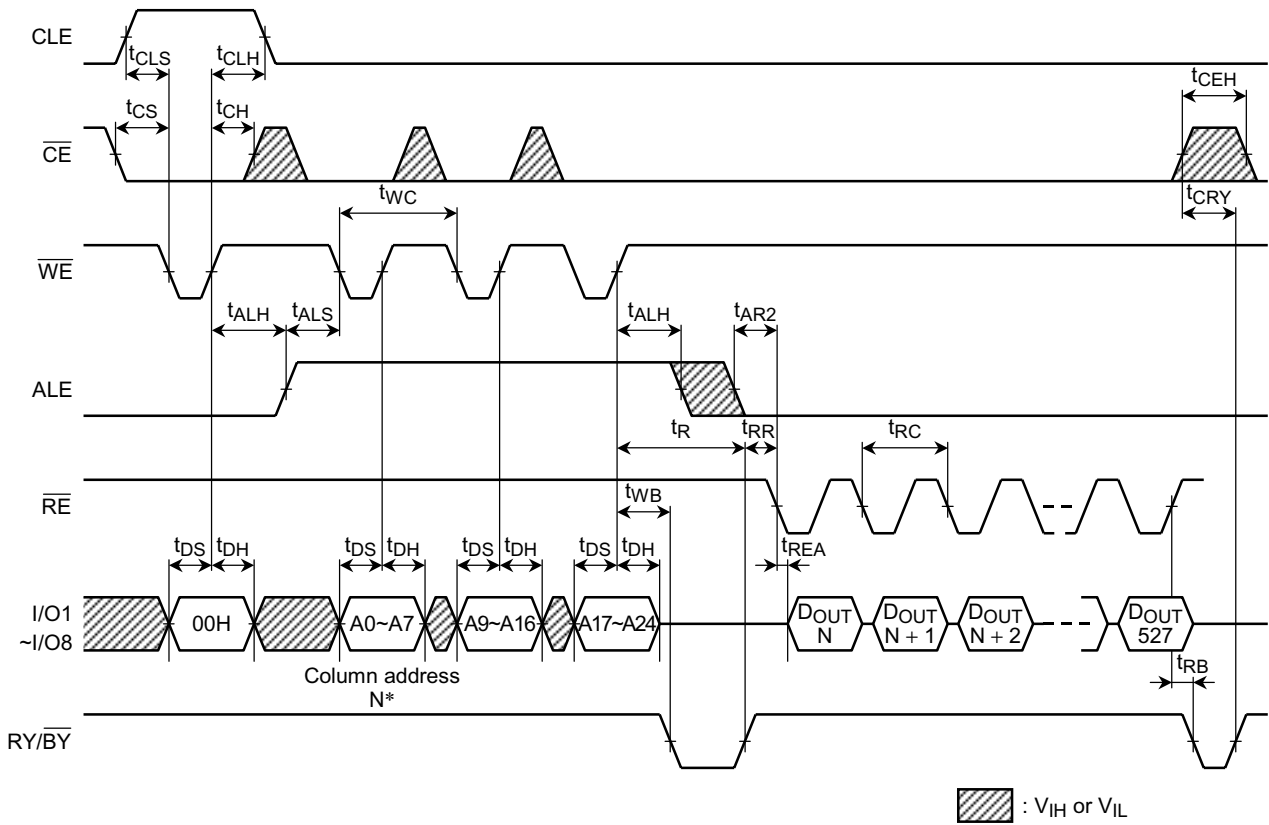 CLE
tCLS
tCLH
tCEH
tCS
tCH
CE
tWC
tCRY
WE
tALH
tALS
tALH
tAR2
ALE
tR
tRR
tRC
RE
tWB
tDS
tDH
tDS
tDH
tDS
tDH
tDS
tDH
tREA
I/O1
~I/O8
00H
A0~A7
A9~A16
A17~A24
DOUT
N
DOUT
N + 1
DOUT
N + 2
DOUT
527
Column address
N*
tRB
RY/BY
: VIH or VIL